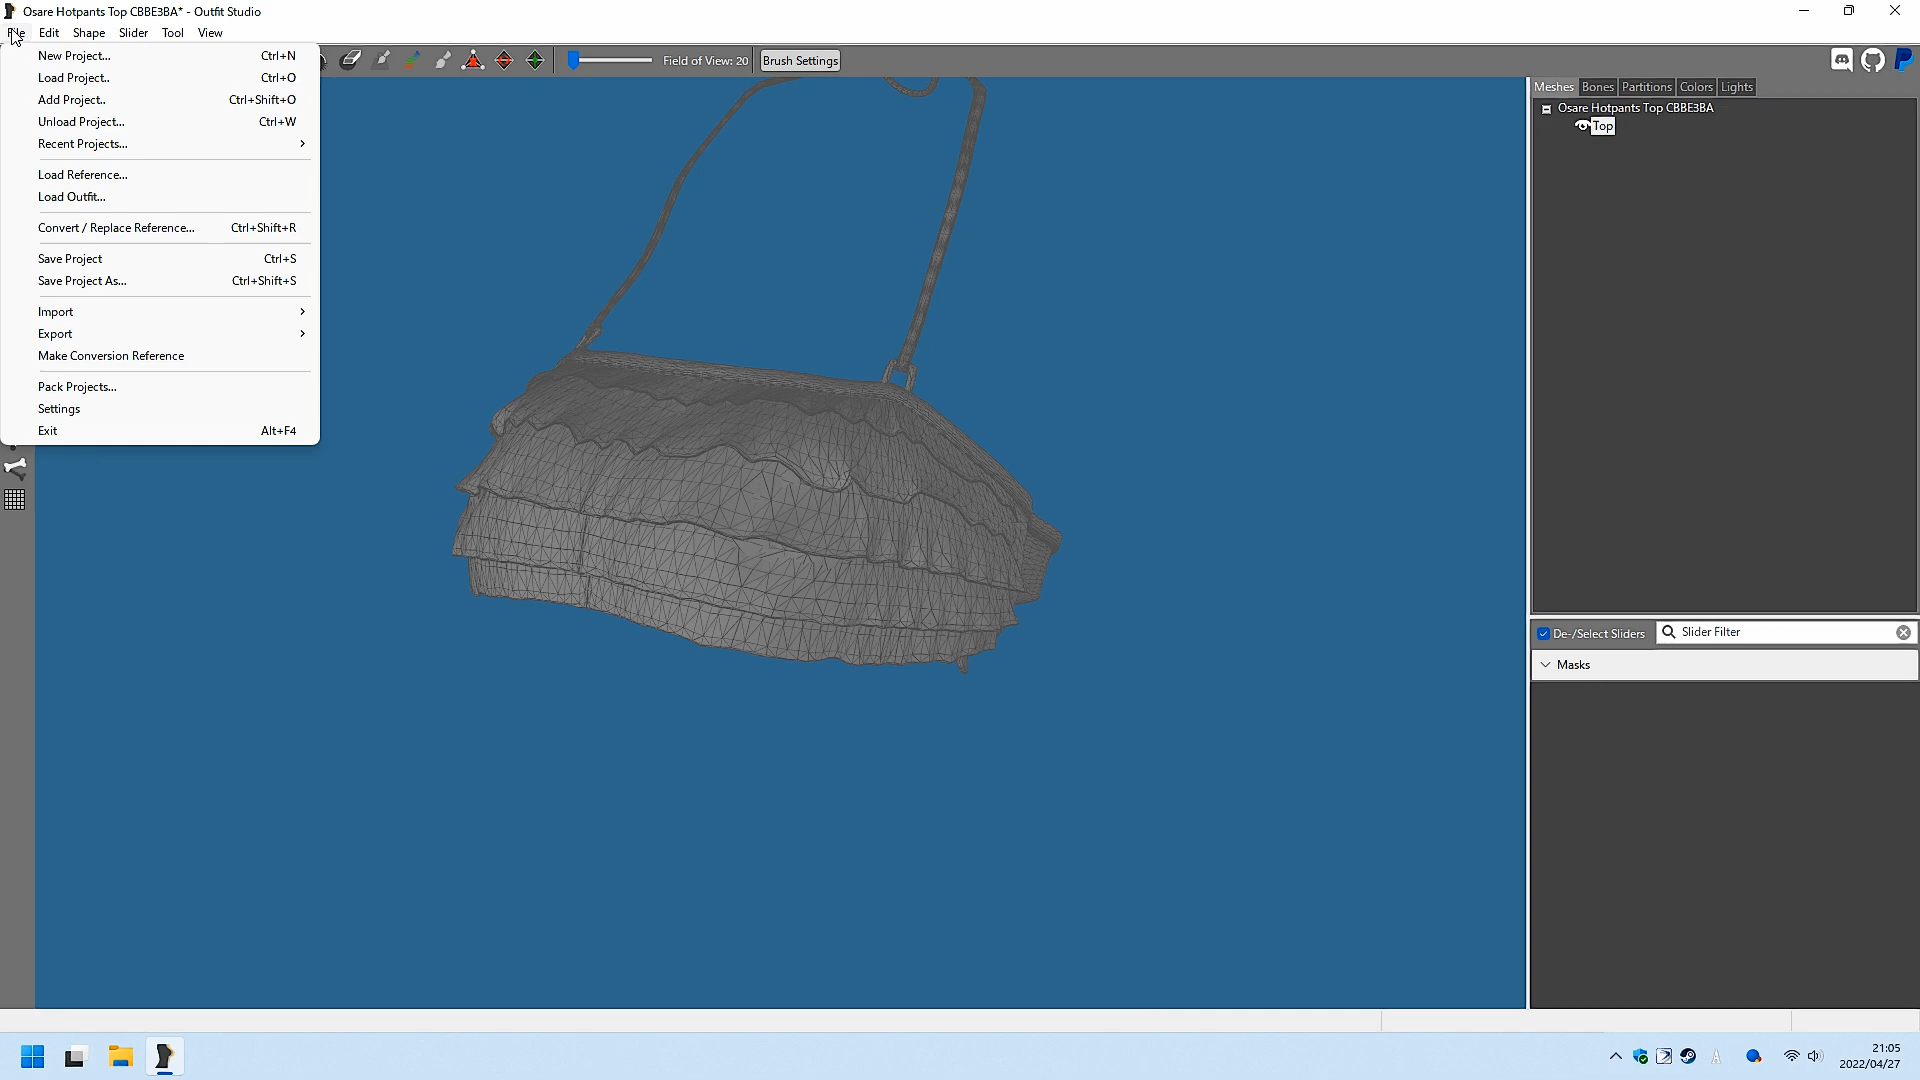 Osare Hotpants Top CBBE3BA* - Outfit Studio
File Edit Shape Slider Tool View
New Project... Ctrl+N
Load Project.. Ctrl+O
Add Project.. Ctrl+Shift+O
Unload Project... Ctrl+W
Recent Projects...
Load Reference...
Load Outfit...
Convert / Replace Reference... Ctrl+Shift+R
Save Project Ctrl+S
Save Project As... Ctrl+Shift+S
Import
Export
Make Conversion Reference
Pack Projects...
Settings
Exit Alt+F4
Field of View: 20
Brush Settings
Meshes Bones Partitions Colors Lights
Osare Hotpants Top CBBE3BA
Top
De-/Select Sliders Slider Filter
Masks
A
21:05
2022/04/27